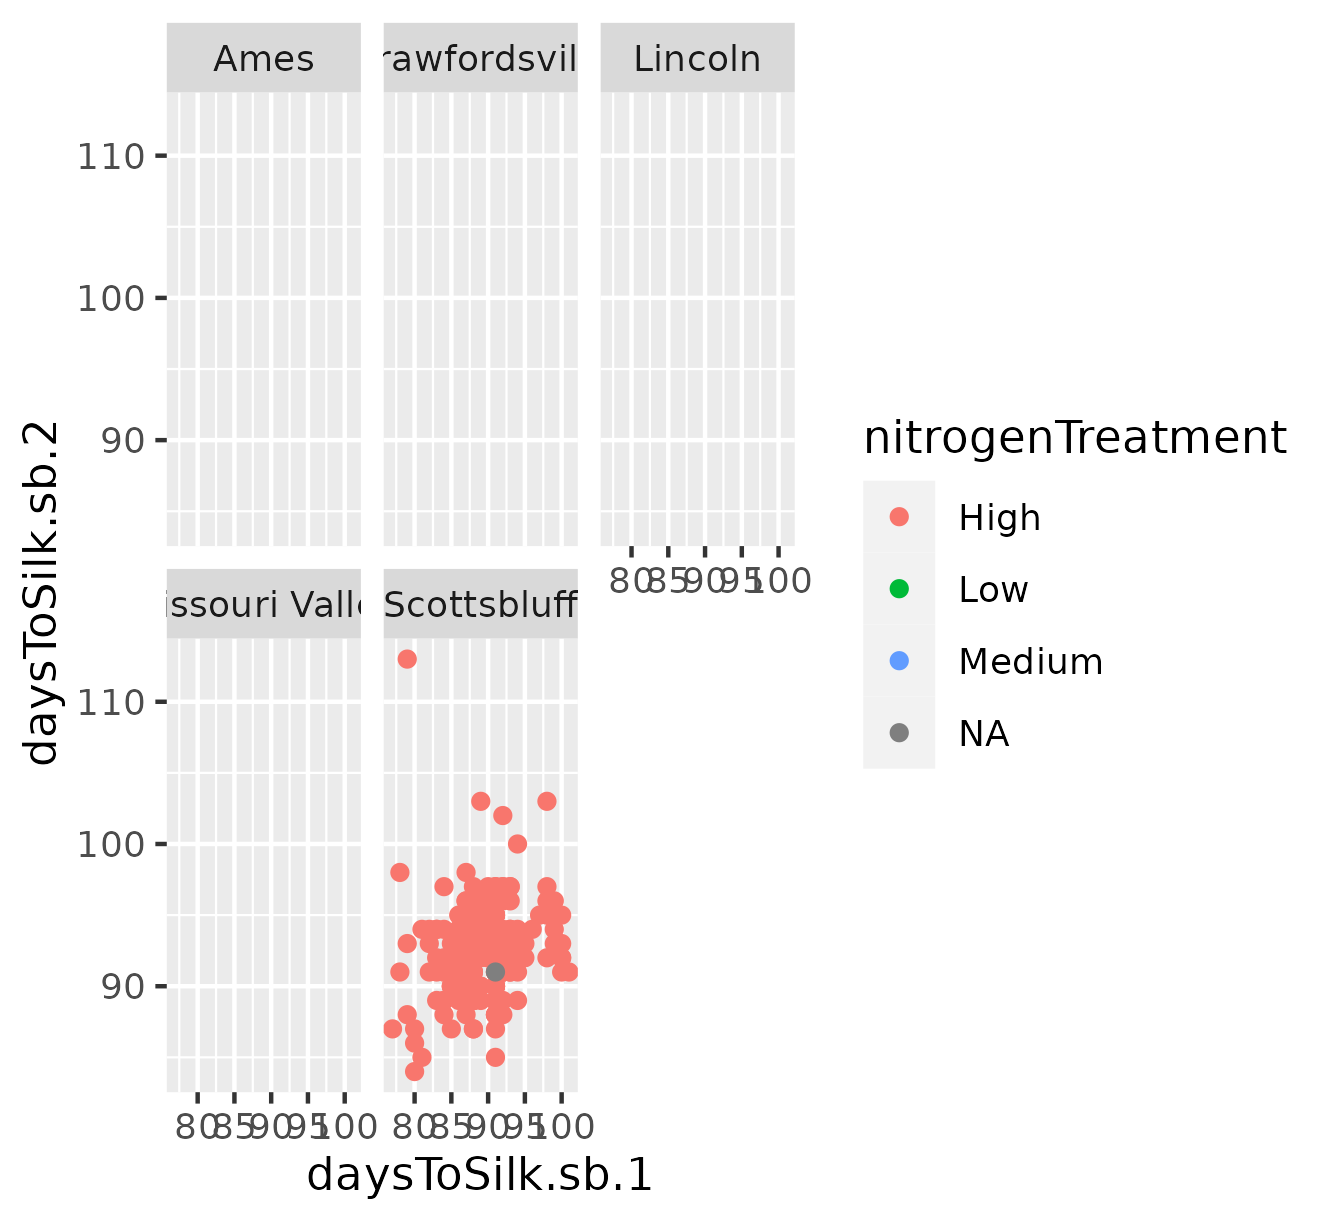 Ames
rawfordsvil
Lincoln
110
100
90
80 85 90 95 100
issouri Valle
Scottsbluff
110
100
90
80 85 90 95 100
80 85 90 95 100
daysToSilk.sb.1
daysToSilk.sb.2
nitrogenTreatment
High
Low
Medium
NA